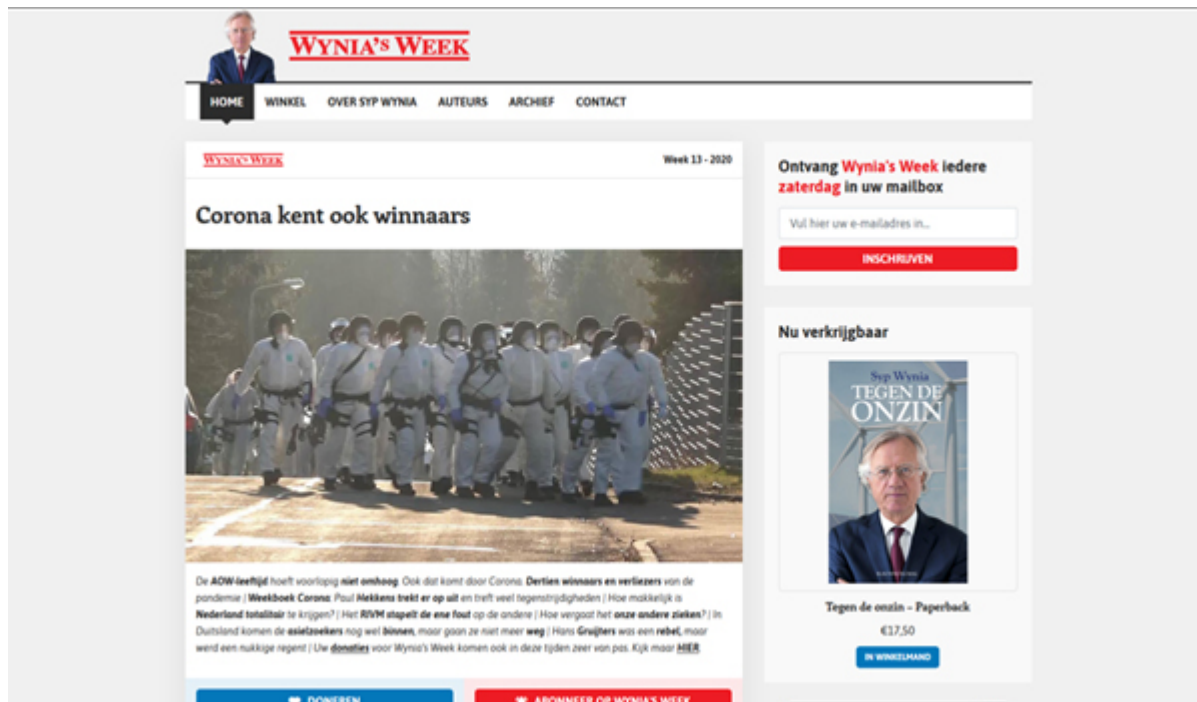 WYNIA'S WEEK
HOME WINKEL OVER SYP WYNIA AUTEURS ARCHIEF CONTACT
WYNIA'S WEEK
Week 13 - 2020
Corona kent ook winnaars
De AOW-leeftijd hoeft voorlopig niet omhoog. Ook dat komt door Corona. Dertien winnaars en verliezers van de
pandemie | Weekboek Corona: Paul Hekkens trekt er op uit en treft veel tegenstrijdigheden | Hoe makkelijk is
Nederland totalitair te krijgen? | Het RIVM stapelt de ene fout op de andere | Hoe vergaat het onze andere zieken? | In
Duitsland komen de asielzoekers nog wel binnen, maar gaan ze niet meer weg | Hans Gruijters was een rebel, maar
werd een nukkige regent | Uw donaties voor Wynia's Week komen ook in deze tijden zeer van pas. Kijk maar HIER.
DONEREN
ABONNEER OP WYNIA'S WEEK
Ontvang Wynia's Week iedere
zaterdag in uw mailbox
Vul hier uw e-mailadres in...
INSCHRIJVEN
Nu verkrijgbaar
Syp Wynia
TEGEN DE
ONZIN
Tegen de onzin – Paperback
€17,50
IN WINKELMAND